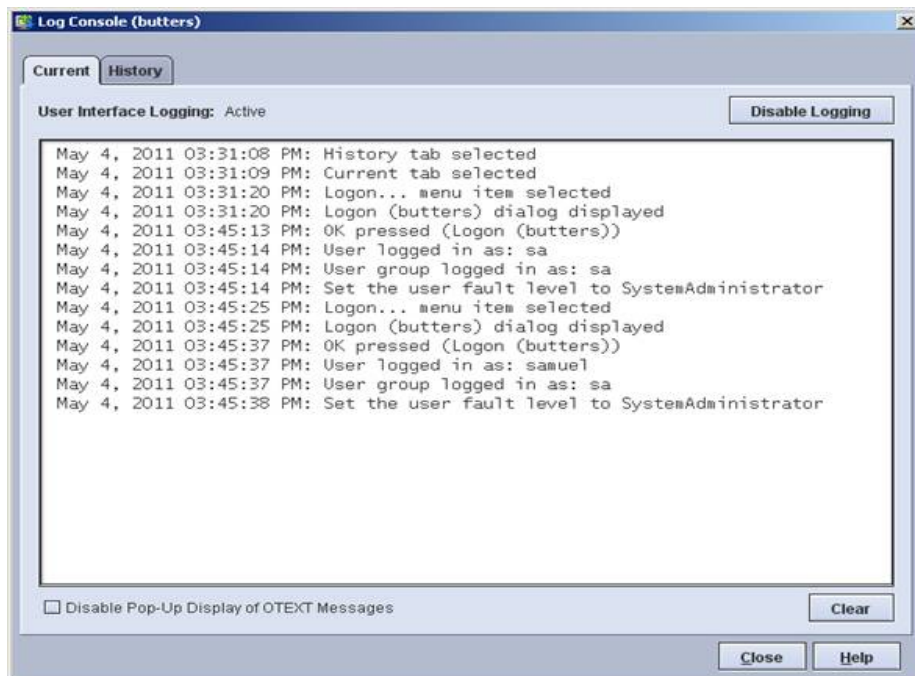 Log Console (butters)
Current History
User Interface Logging: Active Disable Logging
May 4, 2011 03:31:08 PM: History tab selected
May 4, 2011 03:31:09 PM: Current tab selected
May 4, 2011 03:31:20 PM: Logon... menu item selected
May 4, 2011 03:31:20 PM: Logon (butters) dialog displayed
May 4, 2011 03:45:13 PM: OK pressed (Logon (butters))
May 4, 2011 03:45:14 PM: User logged in as: sa
May 4, 2011 03:45:14 PM: User group logged in as: sa
May 4, 2011 03:45:14 PM: Set the user fault level to SystemAdministrator
May 4, 2011 03:45:25 PM: Logon... menu item selected
May 4, 2011 03:45:25 PM: Logon (butters) dialog displayed
May 4, 2011 03:45:37 PM: OK pressed (Logon (butters))
May 4, 2011 03:45:37 PM: User logged in as: samuel
May 4, 2011 03:45:37 PM: User group logged in as: sa
May 4, 2011 03:45:38 PM: Set the user fault level to SystemAdministrator
Disable Pop-Up Display of OTEXT Messages Clear
Close Help